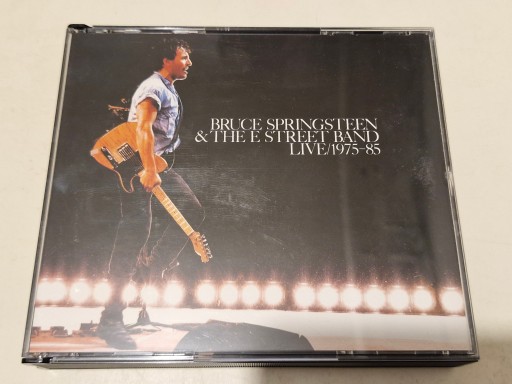 BRUCE SPRINGSTEEN
& THE E STREET BAND
LIVE/1975-85